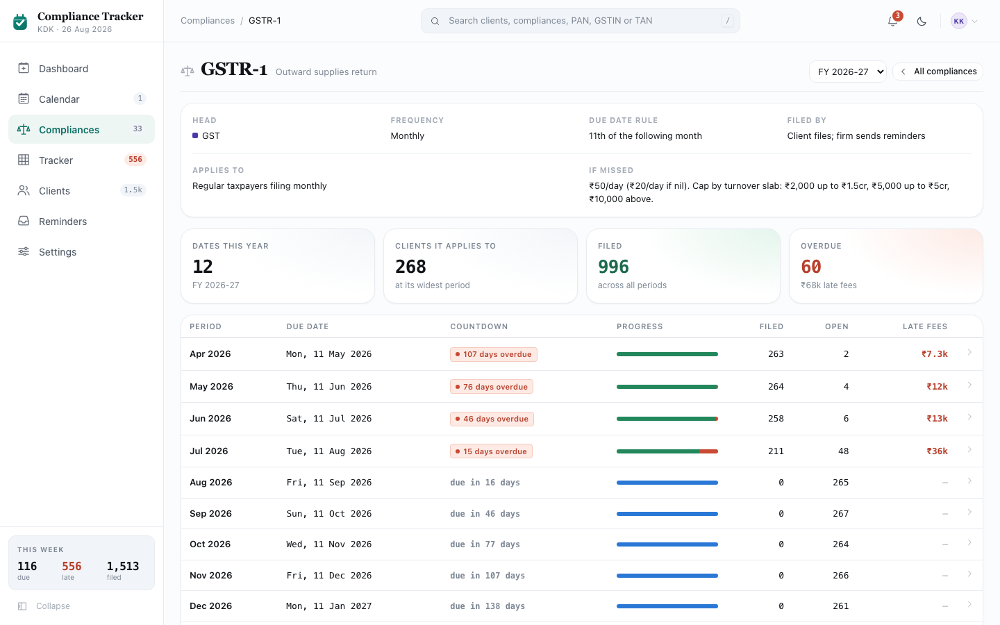 Compliance Tracker
KDK · 26 Aug 2026
Dashboard
Calendar 1
Compliances 33
Tracker 556
Clients 1.5k
Reminders
Settings
THIS WEEK
116 556 1,513
due late filed
Collapse
Compliances / GSTR-1
Search clients, compliances, PAN, GSTIN or TAN /
3
KK
GSTR-1 Outward supplies return
FY 2026-27
All compliances
HEAD FREQUENCY DUE DATE RULE FILED BY
GST Monthly 11th of the following month Client files; firm sends reminders
APPLIES TO IF MISSED
Regular taxpayers filing monthly ₹50/day (₹20/day if nil). Cap by turnover slab: ₹2,000 up to ₹1.5cr, ₹5,000 up to ₹5cr,
₹10,000 above.
DATES THIS YEAR CLIENTS IT APPLIES TO FILED OVERDUE
12 268 996 60
FY 2026-27 at its widest period across all periods ₹68k late fees
PERIOD DUE DATE COUNTDOWN PROGRESS FILED OPEN LATE FEES
Apr 2026 Mon, 11 May 2026 107 days overdue 263 2 ₹7.3k
May 2026 Thu, 11 Jun 2026 76 days overdue 264 4 ₹12k
Jun 2026 Sat, 11 Jul 2026 46 days overdue 258 6 ₹13k
Jul 2026 Tue, 11 Aug 2026 15 days overdue 211 48 ₹36k
Aug 2026 Fri, 11 Sep 2026 due in 16 days 0 265 —
Sep 2026 Sun, 11 Oct 2026 due in 46 days 0 267 —
Oct 2026 Wed, 11 Nov 2026 due in 77 days 0 264 —
Nov 2026 Fri, 11 Dec 2026 due in 107 days 0 266 —
Dec 2026 Mon, 11 Jan 2027 due in 138 days 0 261 —